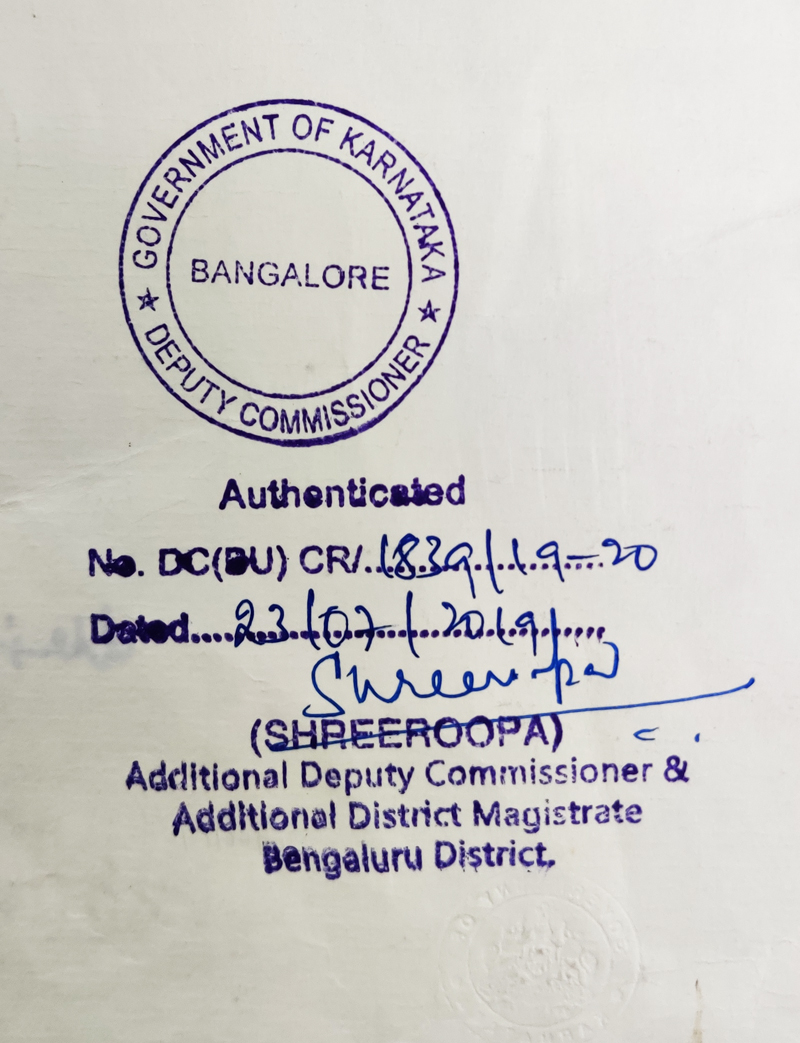 GOVERNMENT OF KARNATAKA
BANGALORE
DEPUTY COMMISSIONER
Authenticated
No. DC(BU) CR/..1839/19-20
Dated....23/07/2019
Shreeroopa
(SHREEROOPA)
Additional Deputy Commissioner &
Additional District Magistrate
Bengaluru District.